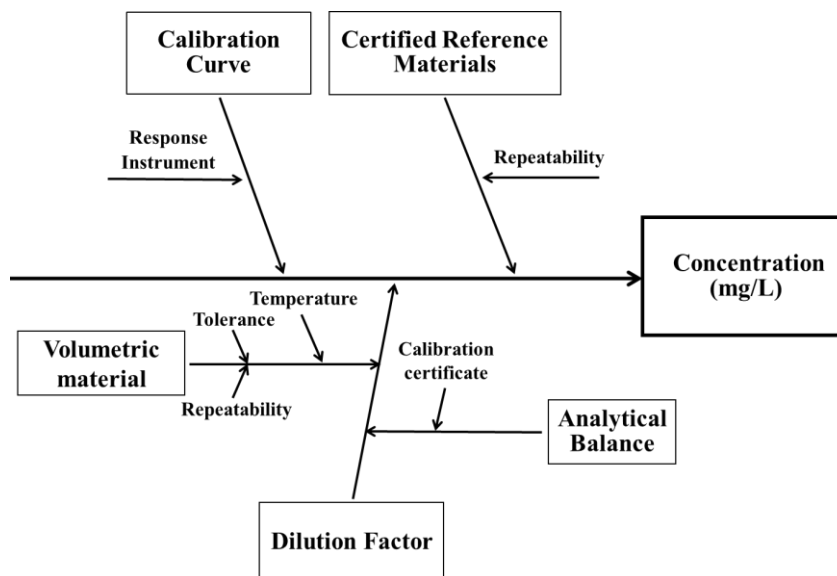 Calibration
Curve
Certified Reference
Materials
Response
Instrument
Repeatability
Concentration
(mg/L)
Temperature
Tolerance
Volumetric
material
Repeatability
Calibration
certificate
Analytical
Balance
Dilution Factor